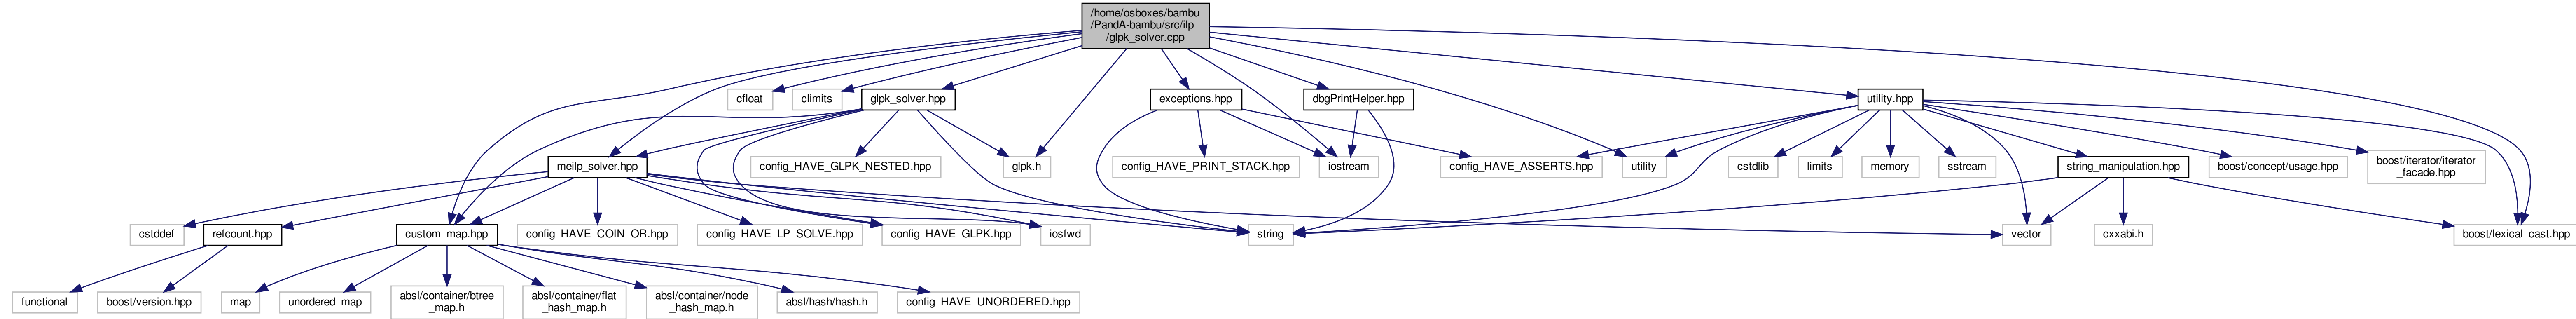 /home/osboxes/bambu
/PandA-bambu/src/ilp
/glpk_solver.cpp
cfloat
climits
glpk_solver.hpp
exceptions.hpp
dbgPrintHelper.hpp
utility.hpp
meilp_solver.hpp
config_HAVE_GLPK_NESTED.hpp
glpk.h
config_HAVE_PRINT_STACK.hpp
iostream
config_HAVE_ASSERTS.hpp
utility
cstdlib
limits
memory
sstream
string_manipulation.hpp
boost/concept/usage.hpp
boost/iterator/iterator
_facade.hpp
cstddef
refcount.hpp
custom_map.hpp
config_HAVE_COIN_OR.hpp
config_HAVE_LP_SOLVE.hpp
config_HAVE_GLPK.hpp
iosfwd
string
vector
cxxabi.h
boost/lexical_cast.hpp
functional
boost/version.hpp
map
unordered_map
absl/container/btree
_map.h
absl/container/flat
_hash_map.h
absl/container/node
_hash_map.h
absl/hash/hash.h
config_HAVE_UNORDERED.hpp